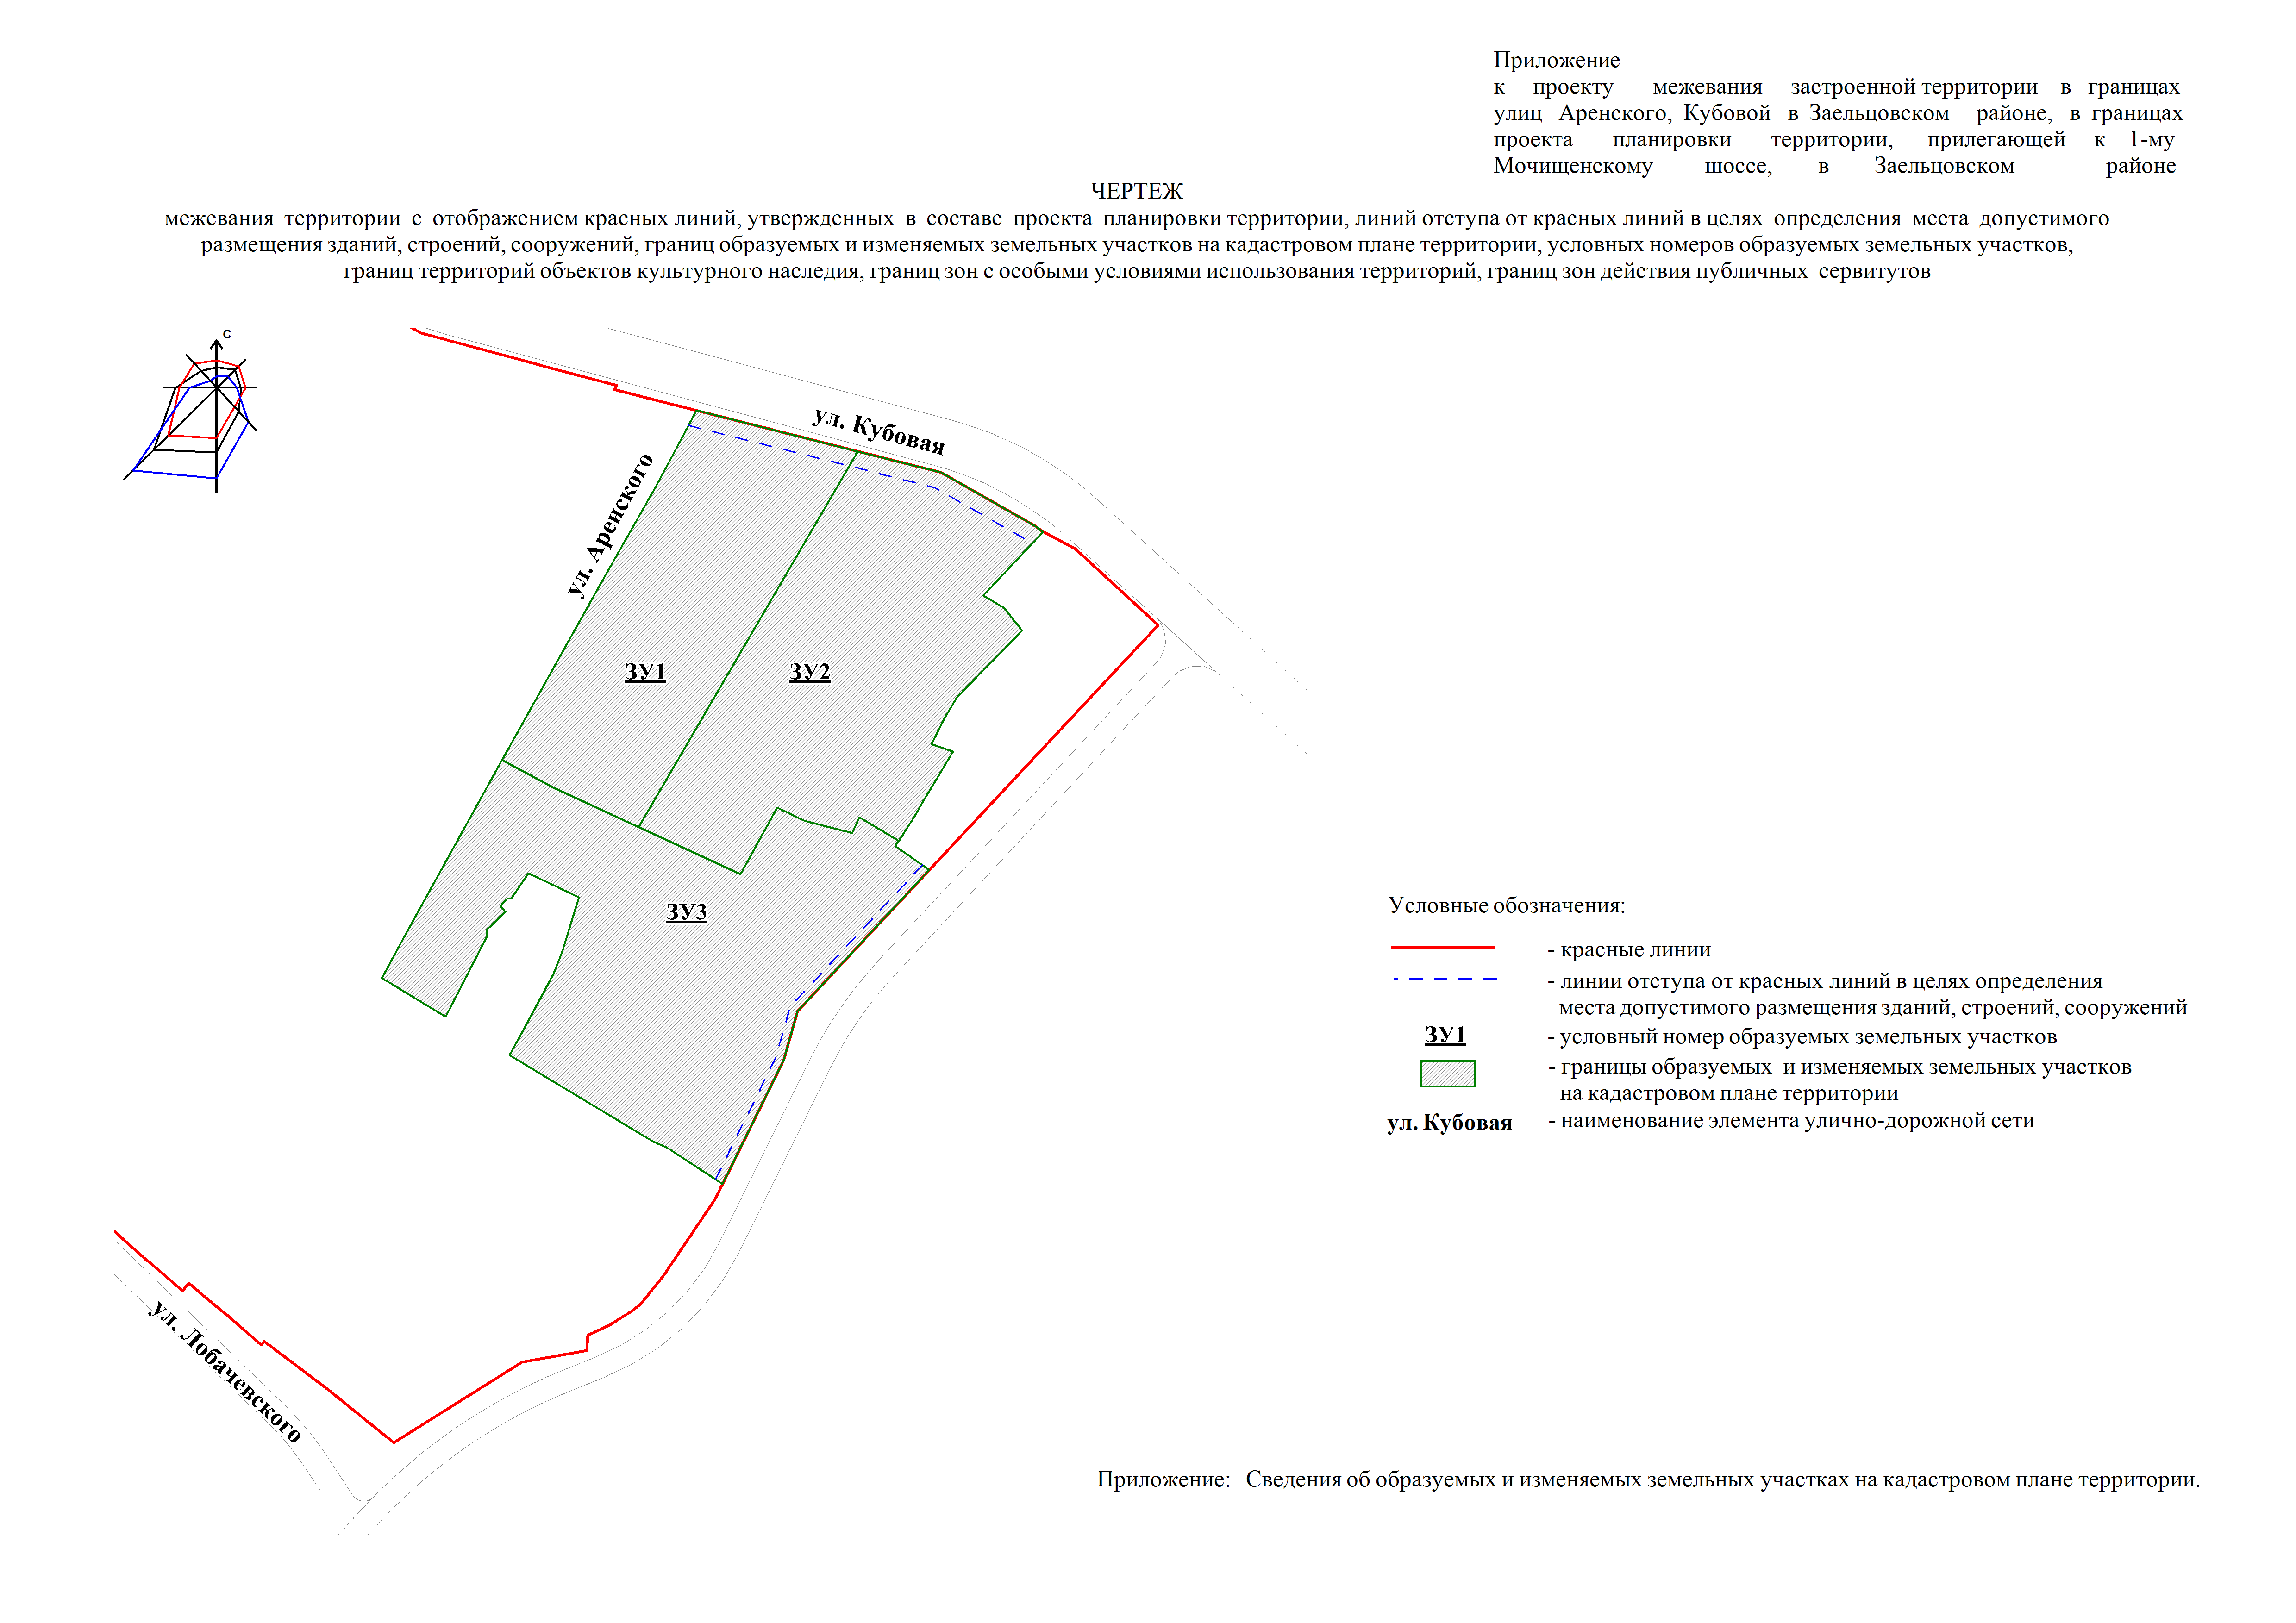 Приложение
к проекту межевания застроенной территории в границах
улиц Аренского, Кубовой в Заельцовском районе, в границах
проекта планировки территории, прилегающей к 1-му
Мочищенскому шоссе, в Заельцовском районе
ЧЕРТЕЖ
межевания территории с отображением красных линий, утвержденных в составе проекта планировки территории, линий отступа от красных линий в целях определения места допустимого
размещения зданий, строений, сооружений, границ образуемых и изменяемых земельных участков на кадастровом плане территории, условных номеров образуемых земельных участков,
границ территорий объектов культурного наследия, границ зон с особыми условиями использования территорий, границ зон действия публичных сервитутов
С
ул. Кубовая
ул. Аренского
ЗУ1
ЗУ2
ЗУ3
ул. Лобачевского
Условные обозначения:
- красные линии
- линии отступа от красных линий в целях определения
места допустимого размещения зданий, строений, сооружений
ЗУ1 - условный номер образуемых земельных участков
- границы образуемых и изменяемых земельных участков
на кадастровом плане территории
ул. Кубовая - наименование элемента улично-дорожной сети
Приложение: Сведения об образуемых и изменяемых земельных участках на кадастровом плане территории.